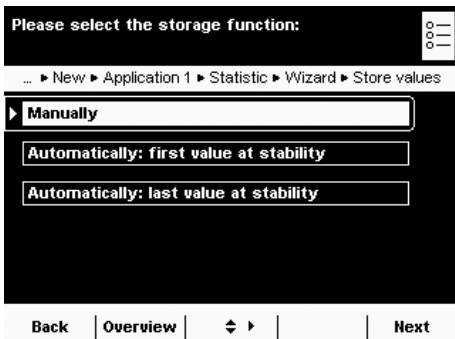 Please select the storage function:
... ▸ New ▸ Application 1 ▸ Statistic ▸ Wizard ▸ Store values
Manually
Automatically: first value at stability
Automatically: last value at stability
Back Overview Next